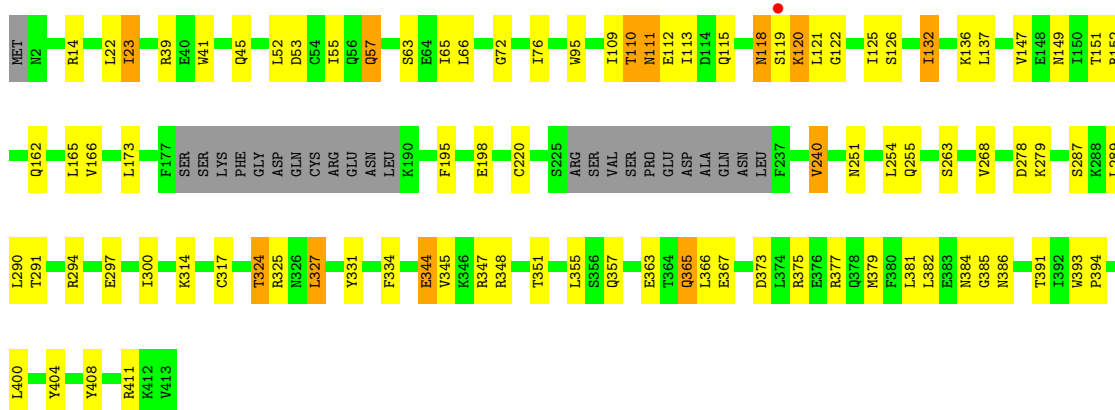 MET N2 R14 L22 I23 R39 E40 W41 Q45 L52 D53 C54 I55 Q56 Q57 S63 E64 I65 L66 G72 I76 W95 I109 T110 N111 E112 I113 D114 Q115 N118 S119 K120 L121 G122 I125 S126 I132 K136 L137 V147 E148 N149 I150 T151
Q162 L165 V166 L173 F177 SER SER LYS PHE GLY ASP GLN CYS ARG GLU ASN LEU K190 F195 E198 C220 S225 ARG SER VAL SER PRO GLU ASP ALA GLN ASN LEU F237 V240 N251 L254 Q255 S263 V268 D278 K279 S287 K288
L290 T291 R294 E297 I300 K314 C317 T324 R325 N326 L327 Y331 F334 E344 V345 K346 R347 R348 T351 L355 S356 Q357 E363 T364 Q365 L366 E367 D373 L374 R375 E376 R377 Q378 M379 F380 L381 L382 E383 N384 G385 N386 T391 I392 W393 P394
L400 Y404 Y408 R411 K412 V413